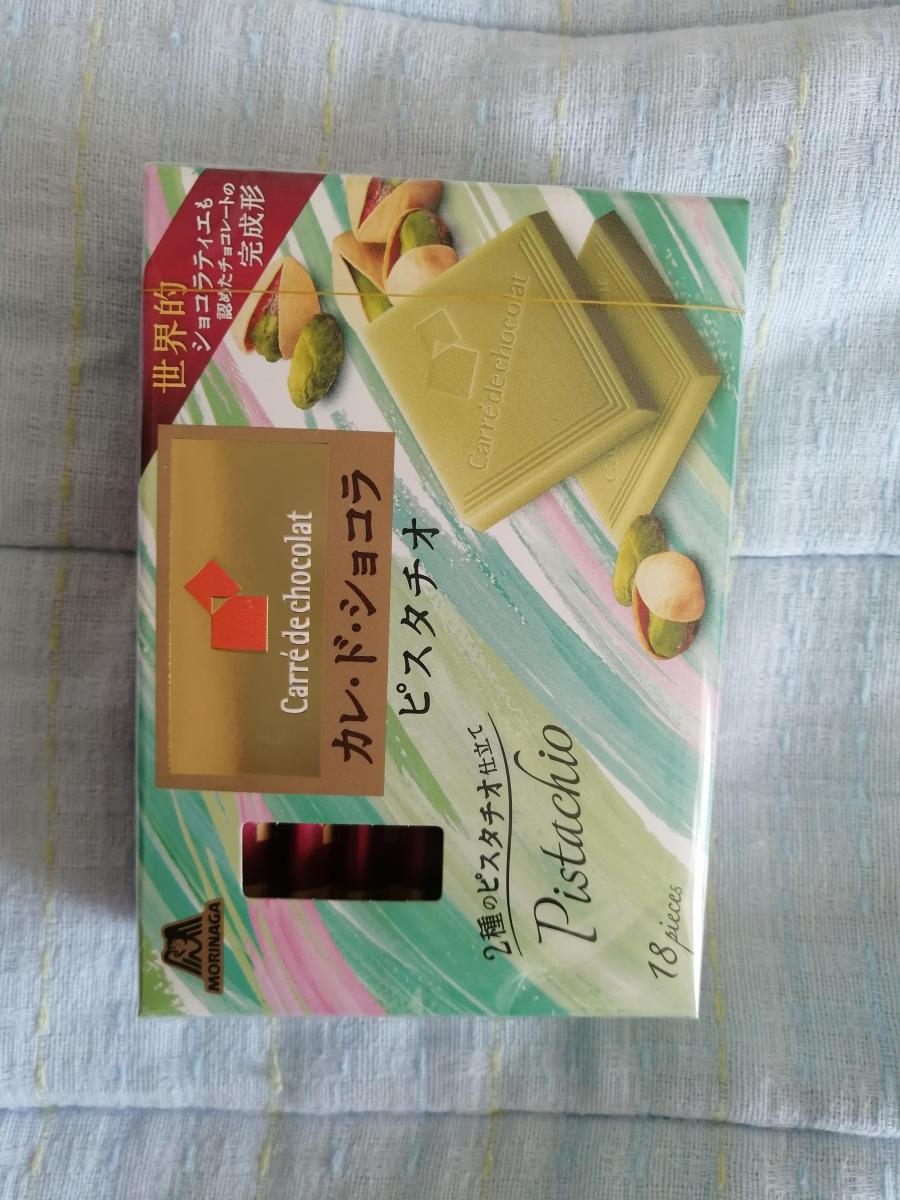 世界的
ショコラティエも
認めたチョコレートの
完成形
Carré de chocolat
カレ・ド・ショコラ
ピスタチオ
2種のピスタチオ仕立て
Pistachio
18 pieces
MORINAGA
Carré de chocolat